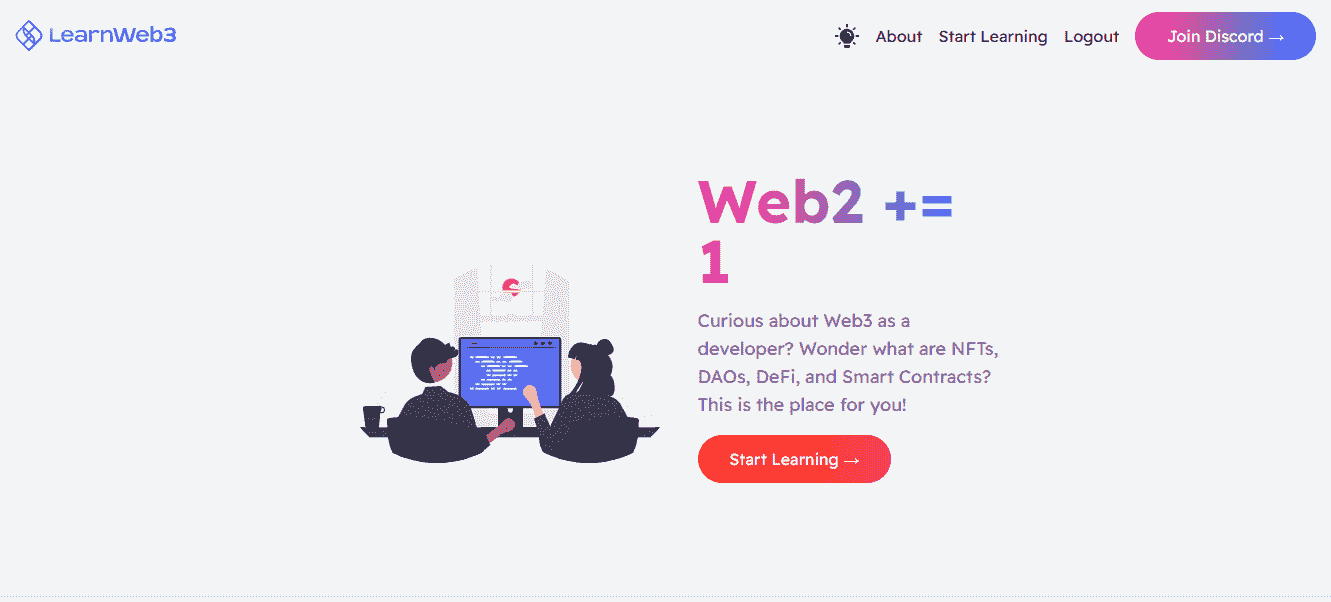 LearnWeb3
About Start Learning Logout Join Discord →
Web2 +=
1
Curious about Web3 as a
developer? Wonder what are NFTs,
DAOs, DeFi, and Smart Contracts?
This is the place for you!
Start Learning →